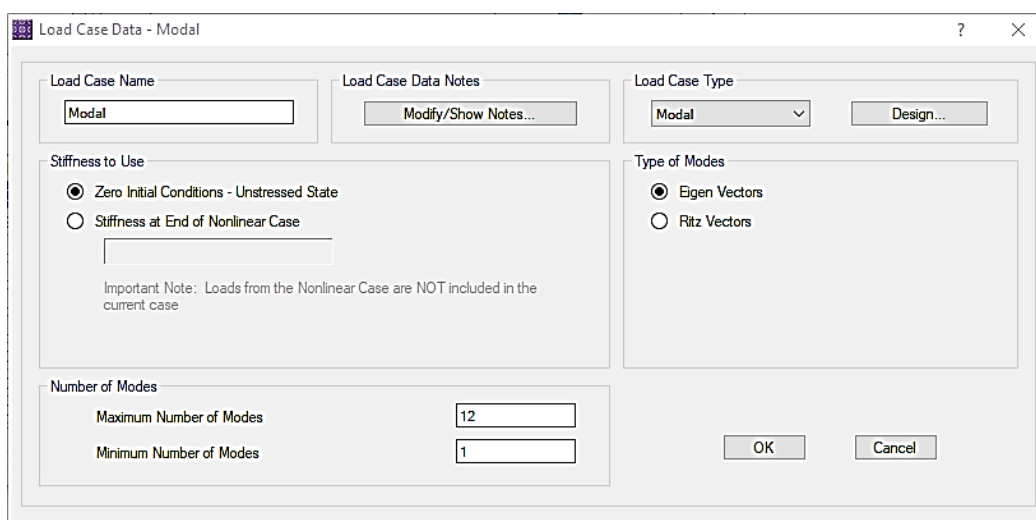 Load Case Data - Modal
?
Load Case Name
Modal
Load Case Data Notes
Modify/Show Notes...
Load Case Type
Modal
Design...
Stiffness to Use
Zero Initial Conditions - Unstressed State
Stiffness at End of Nonlinear Case
Important Note: Loads from the Nonlinear Case are NOT included in the
current case
Type of Modes
Eigen Vectors
Ritz Vectors
Number of Modes
Maximum Number of Modes
12
Minimum Number of Modes
1
OK
Cancel